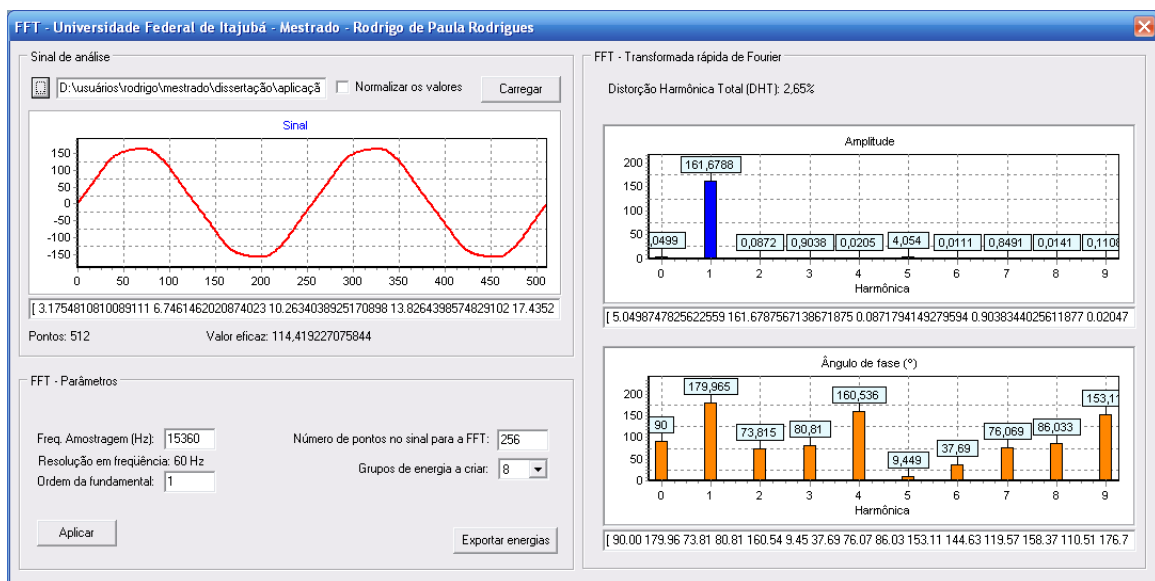 FFT - Universidade Federal de Itajubá - Mestrado - Rodrigo de Paula Rodrigues
Sinal de análise
D:\usuários\rodrigo\mestrado\dissertação\aplicaçã
Normalizar os valores
Carregar
Sinal
150
100
50
0
-50
-100
-150
0 50 100 150 200 250 300 350 400 450 500
[ 3.1754810810089111 6.7461462020874023 10.2634038925170898 13.8264398574829102 17.4352
Pontos: 512
Valor eficaz: 114,419227075844
FFT - Parâmetros
Freq. Amostragem (Hz): 15360
Resolução em freqüência: 60 Hz
Ordem da fundamental: 1
Número de pontos no sinal para a FFT: 256
Grupos de energia a criar: 8
Aplicar
Exportar energias
FFT - Transformada rápida de Fourier
Distorção Harmônica Total (DHT): 2,65%
Amplitude
200
150
100
50
0
,0499 161,6788 0,0872 0,9038 0,0205 4,054 0,0111 0,8491 0,0141 0,1108
0 1 2 3 4 5 6 7 8 9
Harmônica
[ 5.0498747825622559 161.6787567138671875 0.0871794149279594 0.9038344025611877 0.02047
Ângulo de fase (°)
200
150
100
50
0
90 179,965 73,815 80,81 160,536 9,449 37,69 76,069 86,033 153,11
0 1 2 3 4 5 6 7 8 9
Harmônica
[ 90.00 179.96 73.81 80.81 160.54 9.45 37.69 76.07 86.03 153.11 144.63 119.57 158.37 110.51 176.7